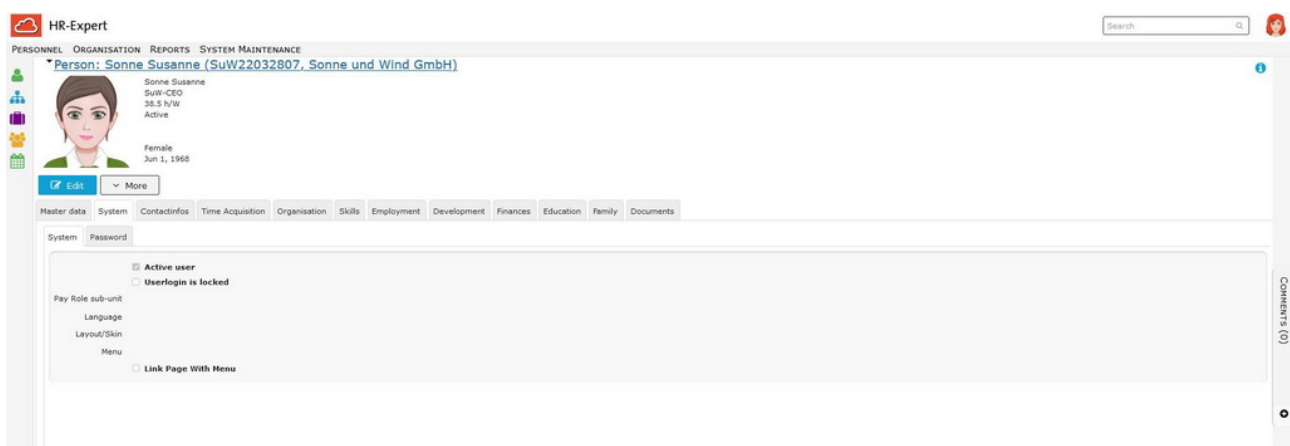 HR-Expert
Search
PERSONNEL ORGANISATION REPORTS SYSTEM MAINTENANCE
Person: Sonne Susanne (SuW22032807, Sonne und Wind GmbH)
Sonne Susanne
SuW-CEO
38.5 h/W
Active
Female
Jun 1, 1968
Edit More
Master data System Contactinfos Time Acquisition Organisation Skills Employment Development Finances Education Family Documents
System Password
Active user
Userlogin is locked
Pay Role sub-unit
Language
Layout/Skin
Menu
Link Page With Menu
COMMENTS (0)